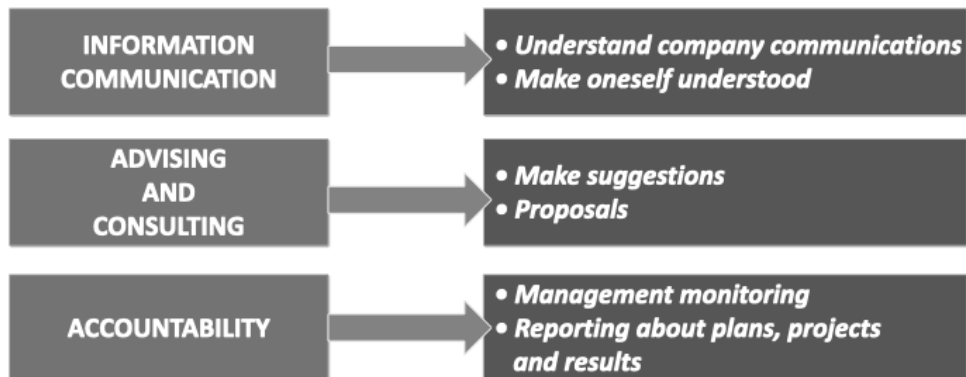 INFORMATION
COMMUNICATION
• Understand company communications
• Make oneself understood
ADVISING
AND
CONSULTING
• Make suggestions
• Proposals
ACCOUNTABILITY
• Management monitoring
• Reporting about plans, projects
and results